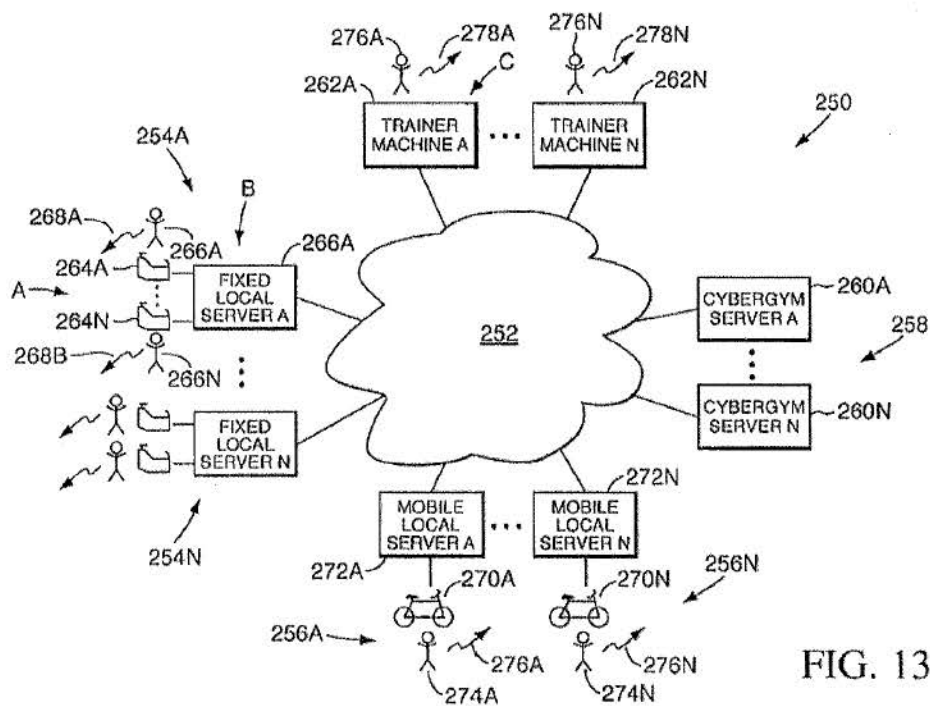 276A
278A
276N
278N
262A
C
262N
TRAINER
MACHINE A
TRAINER
MACHINE N
250
254A
B
268A
266A
266A
264A
A
FIXED
LOCAL
SERVER A
264N
268B
266N
252
CYBERGYM
SERVER A
260A
258
CYBERGYM
SERVER N
260N
FIXED
LOCAL
SERVER N
254N
272N
MOBILE
LOCAL
SERVER A
MOBILE
LOCAL
SERVER N
272A
270A
270N
256N
256A
276A
276N
274A
274N
FIG. 13